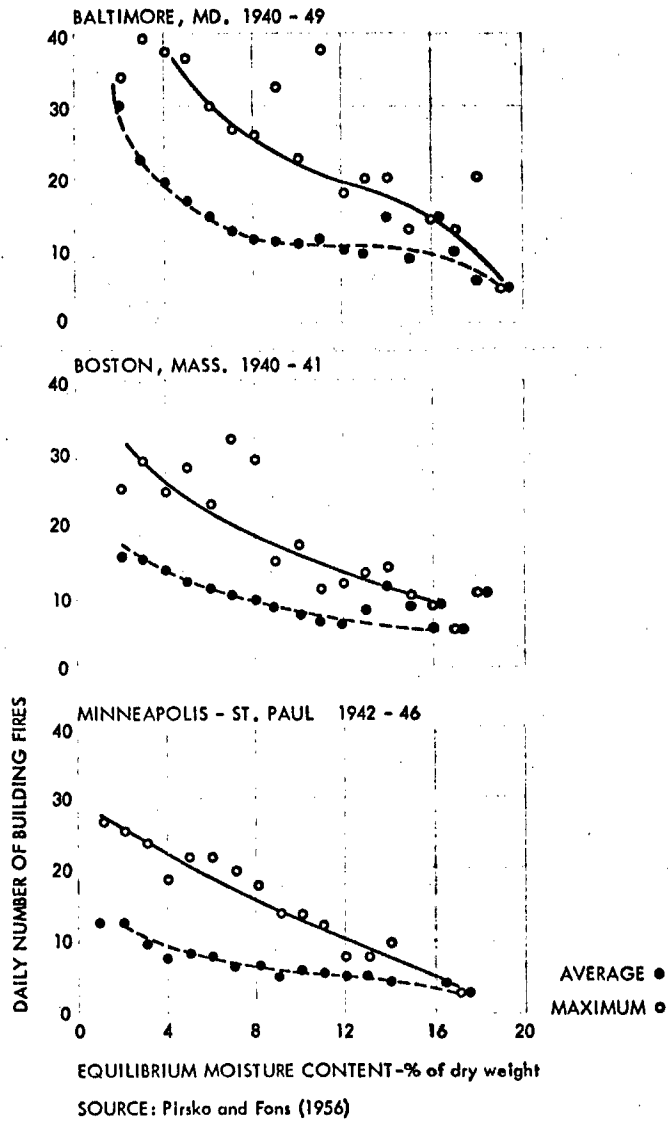 BALTIMORE, MD. 1940 - 49
40
30
20
10
0
BOSTON, MASS. 1940 - 41
40
30
20
10
0
MINNEAPOLIS - ST. PAUL 1942 - 46
40
30
20
10
0
0 4 8 12 16 20
DAILY NUMBER OF BUILDING FIRES
AVERAGE
MAXIMUM
EQUILIBRIUM MOISTURE CONTENT-% of dry weight
SOURCE: Pirsko and Fons (1956)